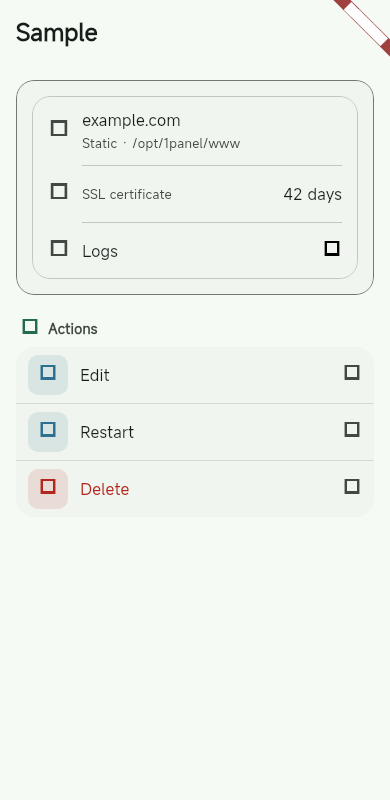 Sample
example.com
Static · /opt/1panel/www
SSL certificate
42 days
Logs
Actions
Edit
Restart
Delete